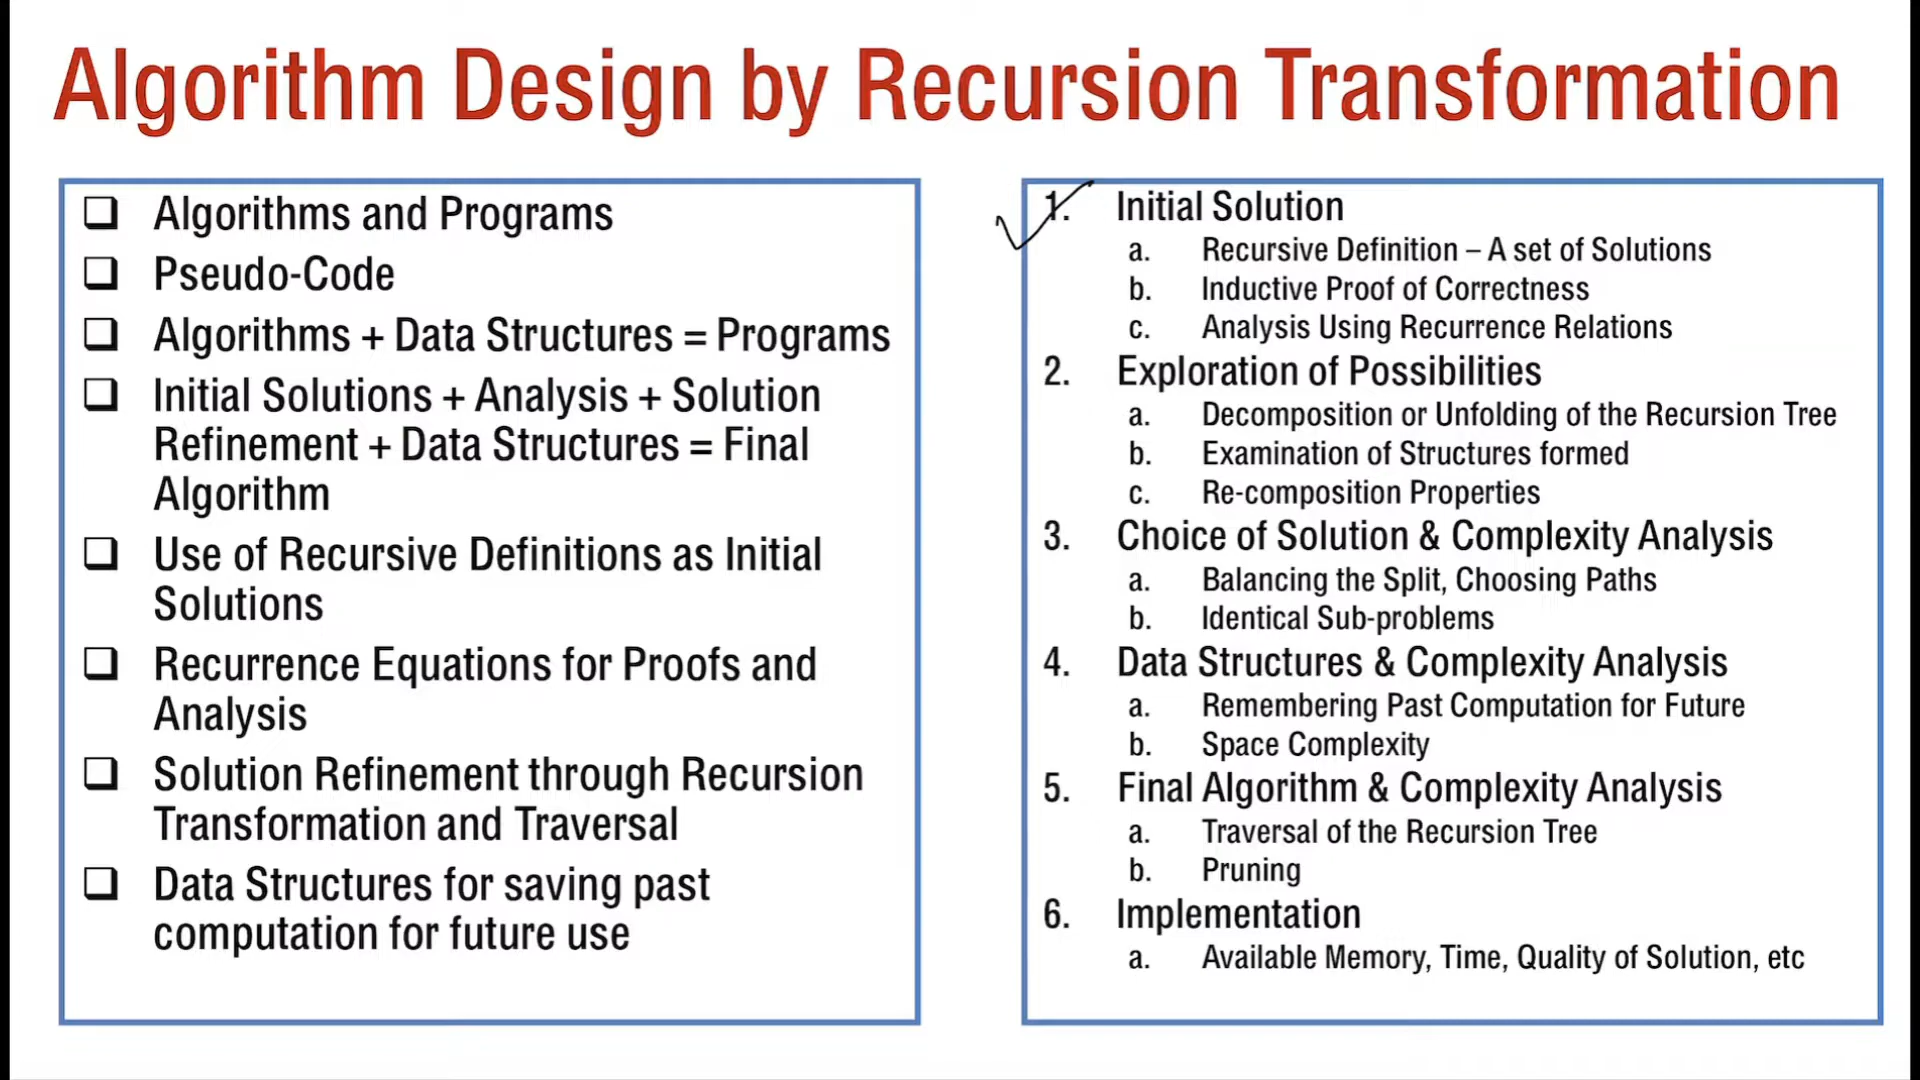 Algorithm Design by Recursion Transformation
❑ Algorithms and Programs
❑ Pseudo-Code
❑ Algorithms + Data Structures = Programs
❑ Initial Solutions + Analysis + Solution
Refinement + Data Structures = Final
Algorithm
❑ Use of Recursive Definitions as Initial
Solutions
❑ Recurrence Equations for Proofs and
Analysis
❑ Solution Refinement through Recursion
Transformation and Traversal
❑ Data Structures for saving past
computation for future use
1. Initial Solution
a. Recursive Definition – A set of Solutions
b. Inductive Proof of Correctness
c. Analysis Using Recurrence Relations
2. Exploration of Possibilities
a. Decomposition or Unfolding of the Recursion Tree
b. Examination of Structures formed
c. Re-composition Properties
3. Choice of Solution & Complexity Analysis
a. Balancing the Split, Choosing Paths
b. Identical Sub-problems
4. Data Structures & Complexity Analysis
a. Remembering Past Computation for Future
b. Space Complexity
5. Final Algorithm & Complexity Analysis
a. Traversal of the Recursion Tree
b. Pruning
6. Implementation
a. Available Memory, Time, Quality of Solution, etc